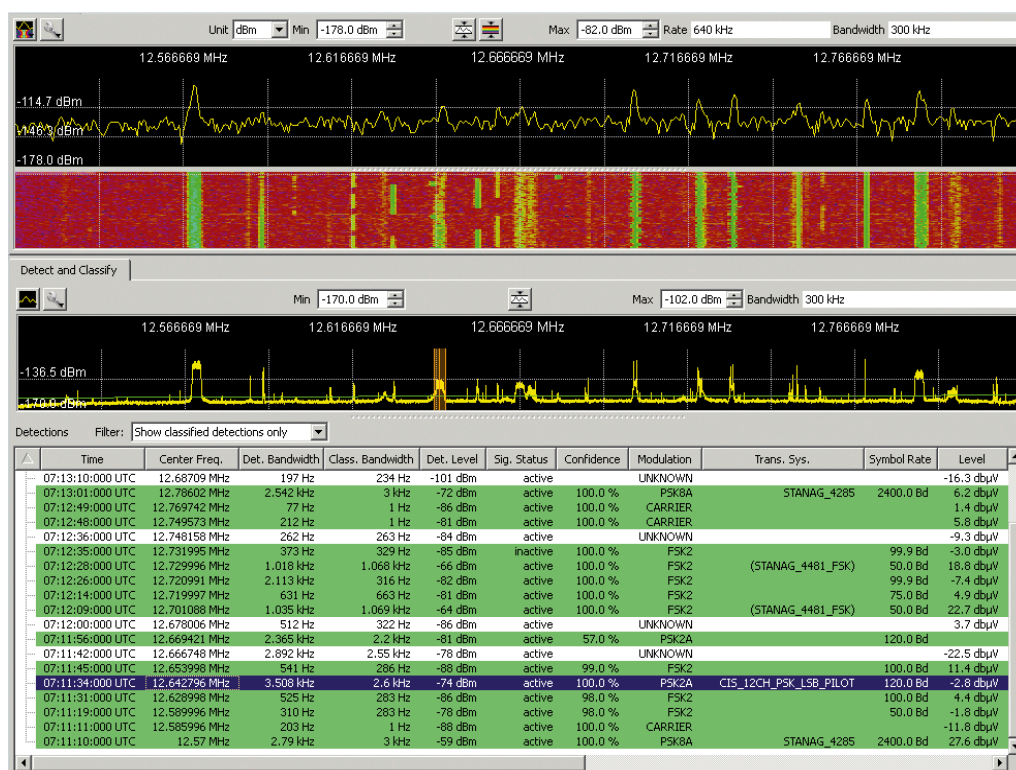 Unit dBm Min -178.0 dBm Max -82.0 dBm Rate 640 kHz Bandwidth 300 kHz
12.566669 MHz 12.616669 MHz 12.666669 MHz 12.716669 MHz 12.766669 MHz
-114.7 dBm
-146.3 dBm
-178.0 dBm
Detect and Classify
Min -170.0 dBm Max -102.0 dBm Bandwidth 300 kHz
12.566669 MHz 12.616669 MHz 12.666669 MHz 12.716669 MHz 12.766669 MHz
-136.5 dBm
-170.0 dBm
Detections Filter: Show classified detections only
Time Center Freq. Det. Bandwidth Class. Bandwidth Det. Level Sig. Status Confidence Modulation Trans. Sys. Symbol Rate Level
07:13:10:000 UTC 12.68709 MHz 197 Hz 234 Hz -101 dBm active UNKNOWN -16.3 dbµV
07:13:01:000 UTC 12.78602 MHz 2.542 kHz 3 kHz -72 dBm active 100.0 % PSK8A STANAG_4285 2400.0 Bd 6.2 dbµV
07:12:49:000 UTC 12.769742 MHz 77 Hz 1 Hz -86 dBm active 100.0 % CARRIER 1.4 dbµV
07:12:48:000 UTC 12.749573 MHz 212 Hz 1 Hz -81 dBm active 100.0 % CARRIER 5.8 dbµV
07:12:36:000 UTC 12.748158 MHz 262 Hz 263 Hz -84 dBm active UNKNOWN -9.3 dbµV
07:12:35:000 UTC 12.731995 MHz 373 Hz 329 Hz -85 dBm inactive 100.0 % FSK2 99.9 Bd -3.0 dbµV
07:12:28:000 UTC 12.729996 MHz 1.018 kHz 1.068 kHz -66 dBm active 100.0 % FSK2 (STANAG_4481_FSK) 50.0 Bd 18.8 dbµV
07:12:26:000 UTC 12.720991 MHz 2.113 kHz 316 Hz -82 dBm active 100.0 % FSK2 99.9 Bd -7.4 dbµV
07:12:14:000 UTC 12.719997 MHz 631 Hz 663 Hz -81 dBm active 100.0 % FSK2 75.0 Bd 4.9 dbµV
07:12:09:000 UTC 12.701088 MHz 1.035 kHz 1.069 kHz -64 dBm active 100.0 % FSK2 (STANAG_4481_FSK) 50.0 Bd 22.7 dbµV
07:12:00:000 UTC 12.678006 MHz 512 Hz 322 Hz -86 dBm active UNKNOWN 3.7 dbµV
07:11:56:000 UTC 12.669421 MHz 2.365 kHz 2.2 kHz -81 dBm active 57.0 % PSK2A 120.0 Bd
07:11:42:000 UTC 12.666748 MHz 2.892 kHz 2.55 kHz -78 dBm active UNKNOWN -22.5 dbµV
07:11:45:000 UTC 12.653998 MHz 541 Hz 286 Hz -88 dBm active 99.0 % FSK2 100.0 Bd 11.4 dbµV
07:11:34:000 UTC 12.642796 MHz 3.508 kHz 2.6 kHz -74 dBm active 100.0 % PSK2A CIS_12CH_PSK_LSB_PILOT 120.0 Bd -2.8 dbµV
07:11:31:000 UTC 12.628998 MHz 525 Hz 283 Hz -86 dBm active 98.0 % FSK2 100.0 Bd 4.4 dbµV
07:11:19:000 UTC 12.589996 MHz 310 Hz 283 Hz -78 dBm active 98.0 % FSK2 50.0 Bd -1.8 dbµV
07:11:11:000 UTC 12.585996 MHz 203 Hz 1 Hz -88 dBm active 100.0 % CARRIER -11.8 dbµV
07:11:10:000 UTC 12.57 MHz 2.79 kHz 3 kHz -59 dBm active 100.0 % PSK8A STANAG_4285 2400.0 Bd 27.6 dbµV